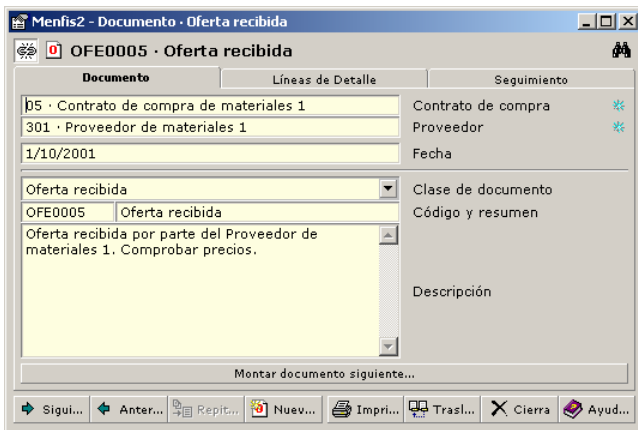 Menfis2 - Documento · Oferta recibida
OFE0005 · Oferta recibida
Documento
Líneas de Detalle
Seguimiento
05 · Contrato de compra de materiales 1
Contrato de compra
301 · Proveedor de materiales 1
Proveedor
1/10/2001
Fecha
Oferta recibida
Clase de documento
OFE0005
Oferta recibida
Código y resumen
Oferta recibida por parte del Proveedor de
materiales 1. Comprobar precios.
Descripción
Montar documento siguiente...
Sigui...
Anter...
Repit...
Nuev...
Impri...
Trasl...
Cierra
Ayud...